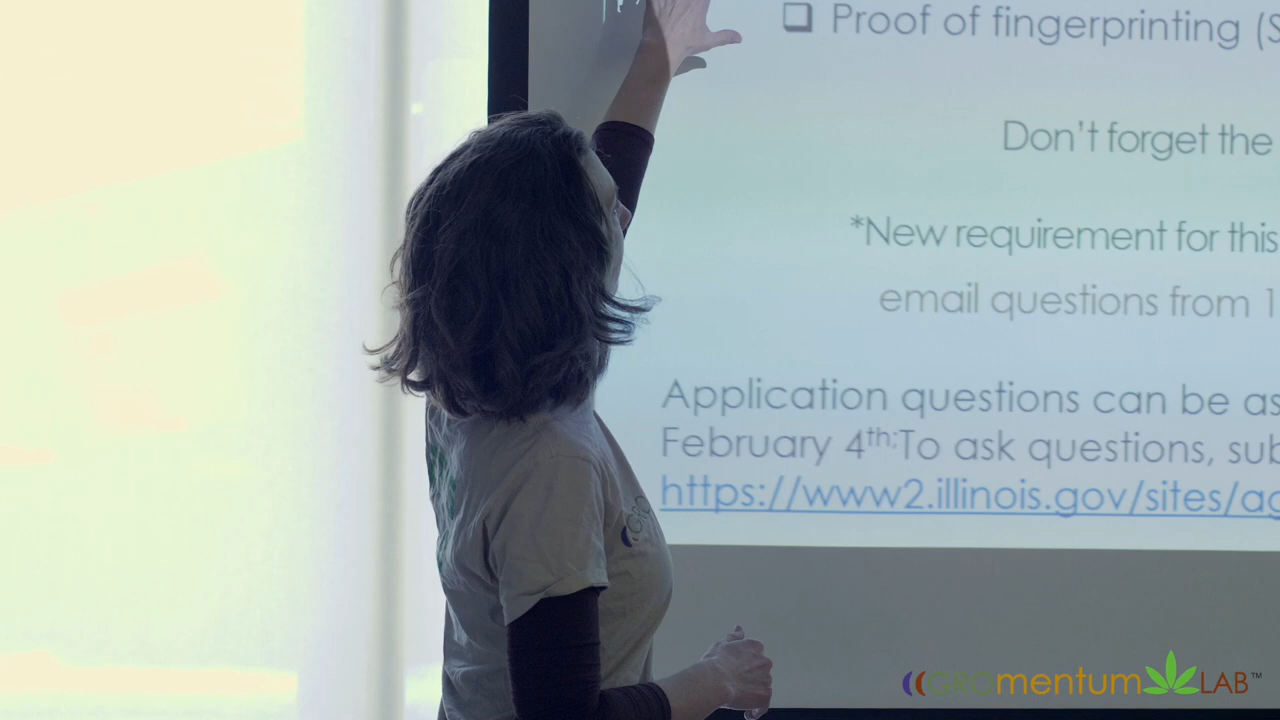 ❑ Proof of fingerprinting (S
Don't forget the
*New requirement for this
email questions from 1
Application questions can be as
February 4th: To ask questions, sub
https://www2.illinois.gov/sites/ag
GROmentum LAB™